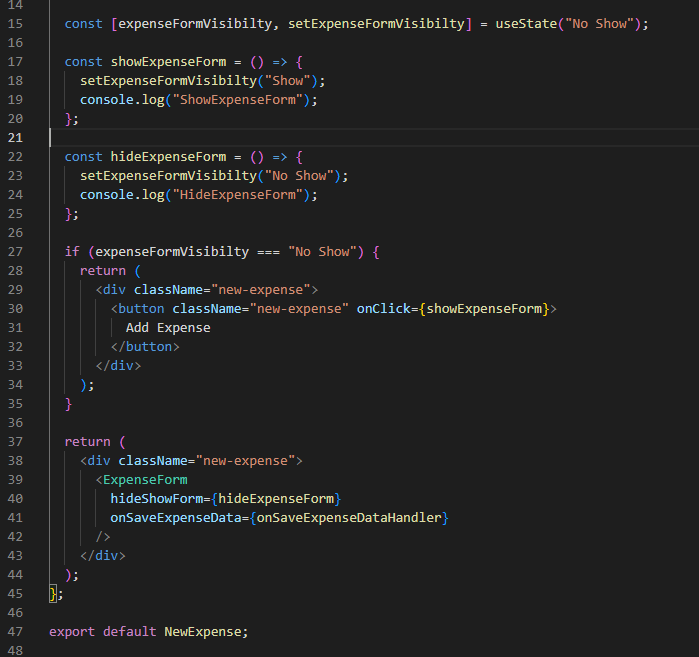 14
15 const [expenseFormVisibilty, setExpenseFormVisibilty] = useState("No Show");
16
17 const showExpenseForm = () => {
18 setExpenseFormVisibilty("Show");
19 console.log("ShowExpenseForm");
20 };
21
22 const hideExpenseForm = () => {
23 setExpenseFormVisibilty("No Show");
24 console.log("HideExpenseForm");
25 };
26
27 if (expenseFormVisibilty === "No Show") {
28 return (
29 <div className="new-expense">
30 <button className="new-expense" onClick={showExpenseForm}>
31 Add Expense
32 </button>
33 </div>
34 );
35 }
36
37 return (
38 <div className="new-expense">
39 <ExpenseForm
40 hideShowForm={hideExpenseForm}
41 onSaveExpenseData={onSaveExpenseDataHandler}
42 />
43 </div>
44 );
45 };
46
47 export default NewExpense;
48